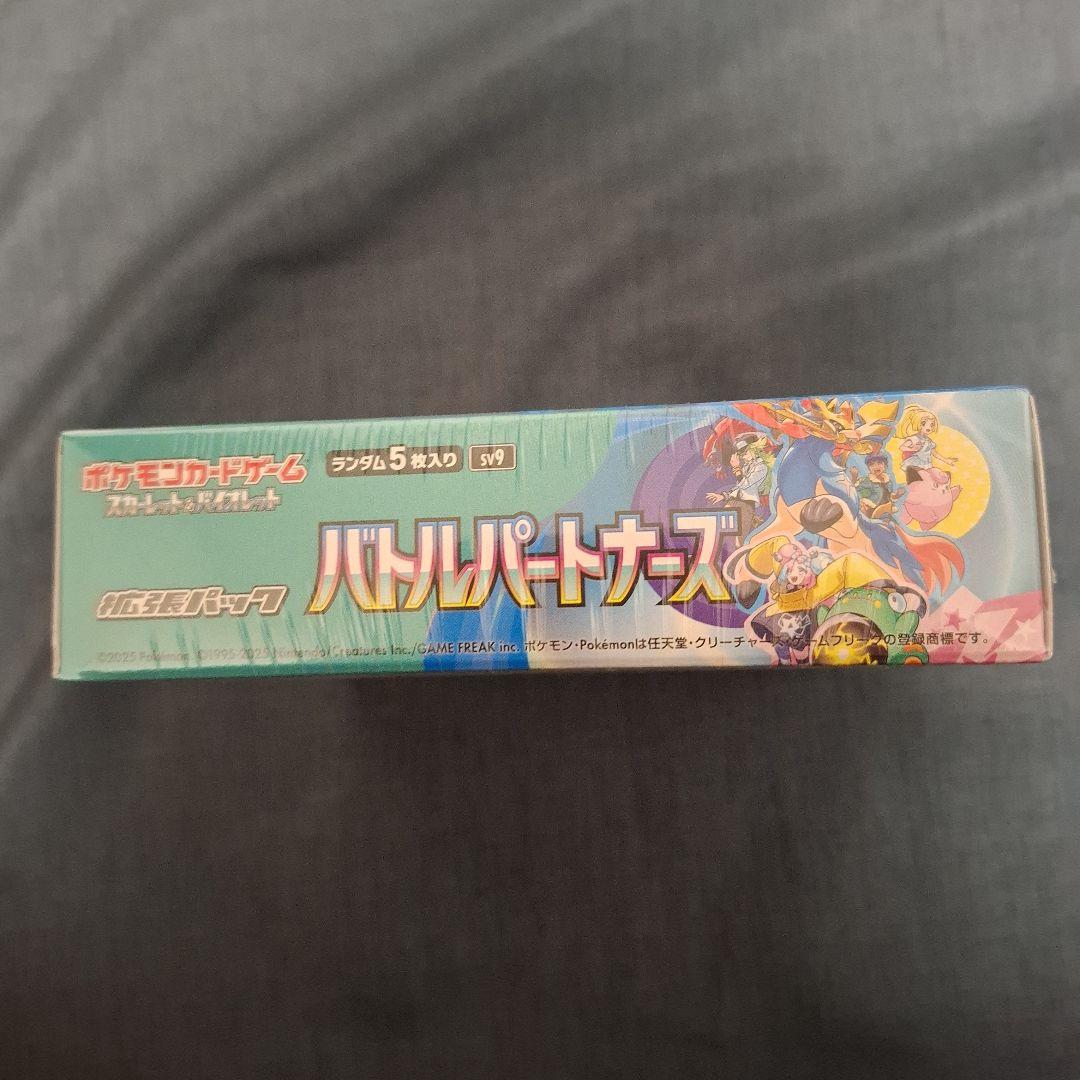 ポケモンカードゲーム
スカーレット&バイオレット
ランダム5枚入り
SV9
拡張パック
バトルパートナーズ
©2025 Pokémon. ©1995-2025 Nintendo/Creatures Inc./GAME FREAK inc. ポケモン・Pokémonは任天堂・クリーチャーズ・ゲームフリークの登録商標です。